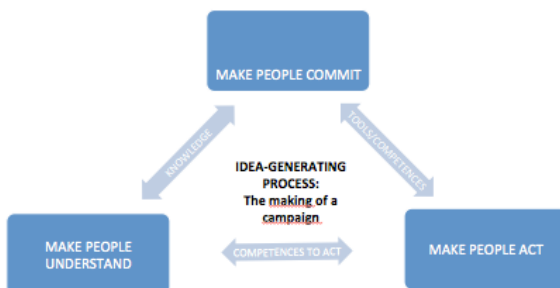 MAKE PEOPLE COMMIT
KNOWLEDGE
TOOLS/COMPETENCES
IDEA-GENERATING
PROCESS:
The making of a
campaign
MAKE PEOPLE
UNDERSTAND
COMPETENCES TO ACT
MAKE PEOPLE ACT